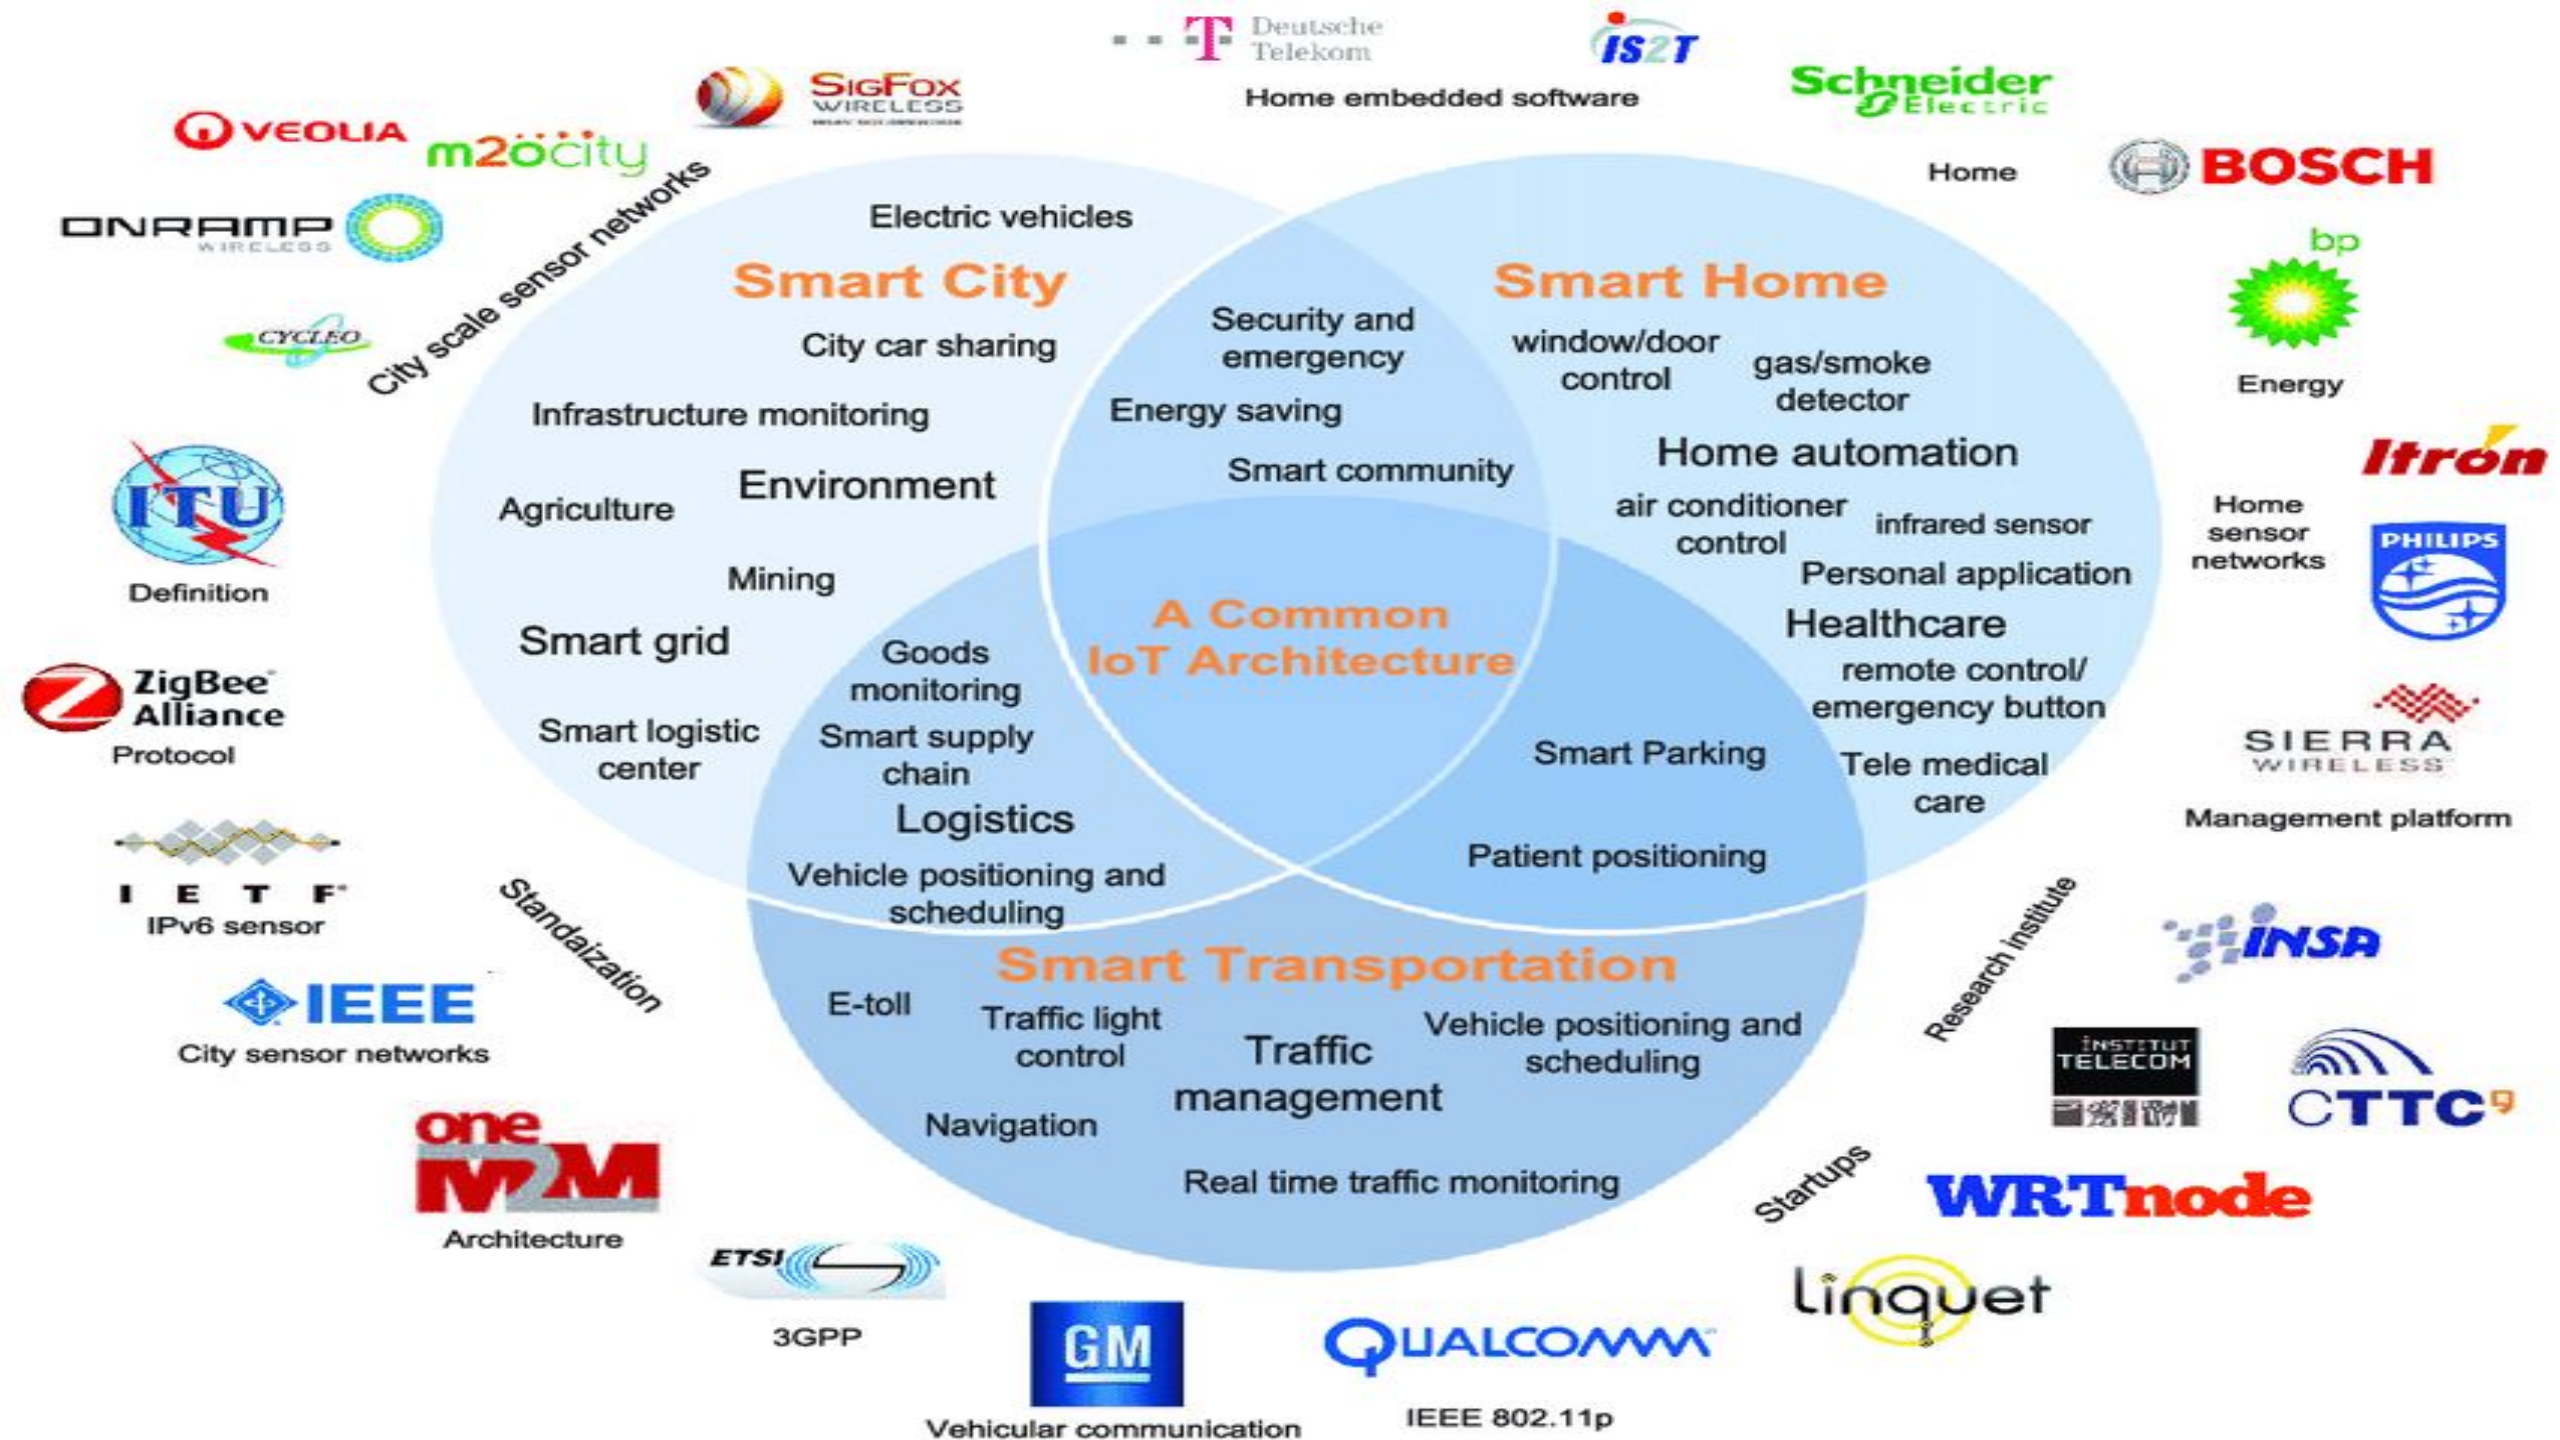 Deutsche
Telekom
IS2T
Home embedded software
SIGFOX
WIRELESS
Schneider
Electric
VEOLIA
m2ocity
Home
BOSCH
ONRAMP
WIRELESS
City scale sensor networks
CYCLEO
bp
Energy
Electric vehicles
Smart City
City car sharing
Infrastructure monitoring
Environment
Agriculture
Mining
Smart grid
Smart logistic
center
Security and
emergency
Energy saving
Smart community
Smart Home
window/door
control
gas/smoke
detector
Home automation
air conditioner
control
infrared sensor
Personal application
Healthcare
remote control/
emergency button
Tele medical
care
A Common
IoT Architecture
Goods
monitoring
Smart supply
chain
Logistics
Vehicle positioning and
scheduling
Smart Parking
Patient positioning
Smart Transportation
E-toll
Traffic light
control
Traffic
management
Vehicle positioning and
scheduling
Navigation
Real time traffic monitoring
Itron
Home
sensor
networks
PHILIPS
SIERRA
WIRELESS
Management platform
Research institute
INSA
INSTITUT
TELECOM
CTTC
Startups
WRTnode
Linquet
ITU
Definition
ZigBee
Alliance
Protocol
I E T F
IPv6 sensor
Standaization
IEEE
City sensor networks
one
M2M
Architecture
ETSI
3GPP
GM
Vehicular communication
QUALCOMM
IEEE 802.11p